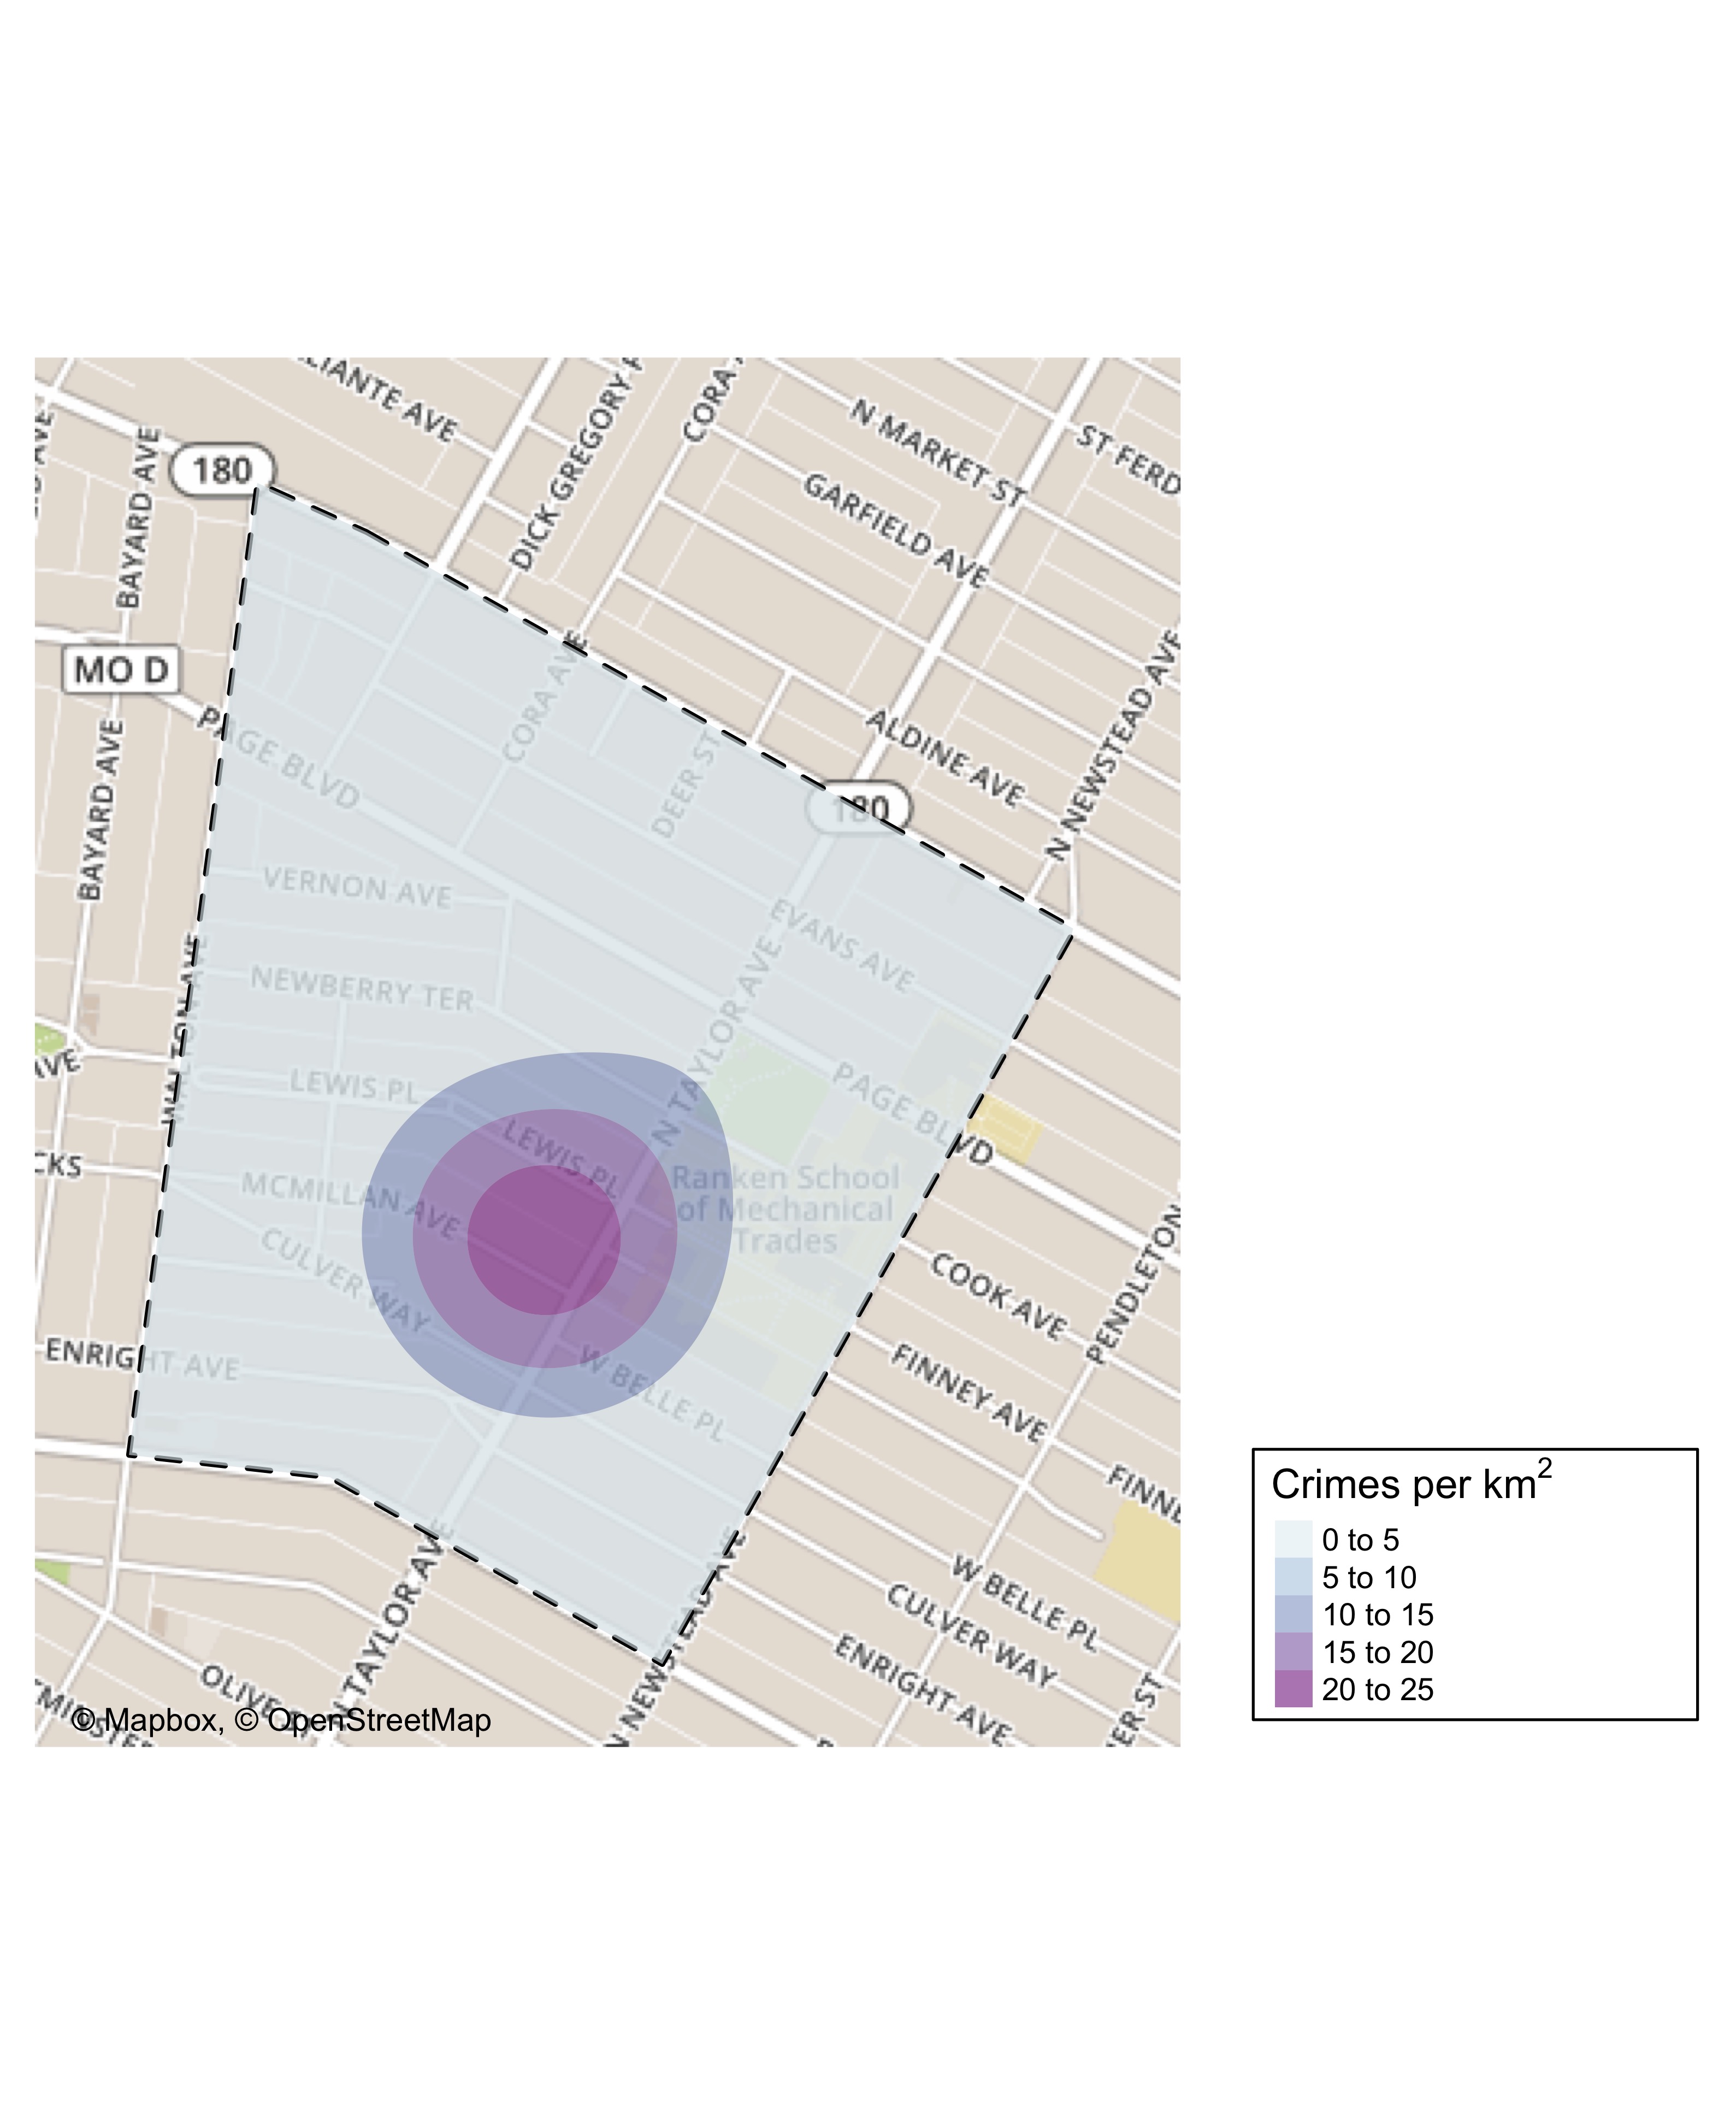 LIANTE AVE
DICK GREGORY
CORA
N MARKET ST
ST FERD
GARFIELD AVE
BAYARD AVE
180
MO D
PAGE BLVD
CORA AVE
DEER ST
ALDINE AVE
N NEWSTEAD AVE
180
BAYARD AVE
VERNON AVE
EVANS AVE
NEWBERRY TER
N TAYLOR AVE
WALTON AVE
AVE
LEWIS PL
PAGE BLVD
LEWIS PL
CKS
MCMILLAN AVE
Ranken School
of Mechanical
Trades
CULVER WAY
COOK AVE
PENDLETON
ENRIGHT AVE
W BELLE PL
FINNEY AVE
FINNE
Crimes per km²
0 to 5
5 to 10
10 to 15
15 to 20
20 to 25
W BELLE PL
CULVER WAY
ENRIGHT AVE
N TAYLOR AVE
N NEWSTEAD AVE
OLIVE
ER ST
© Mapbox, © OpenStreetMap